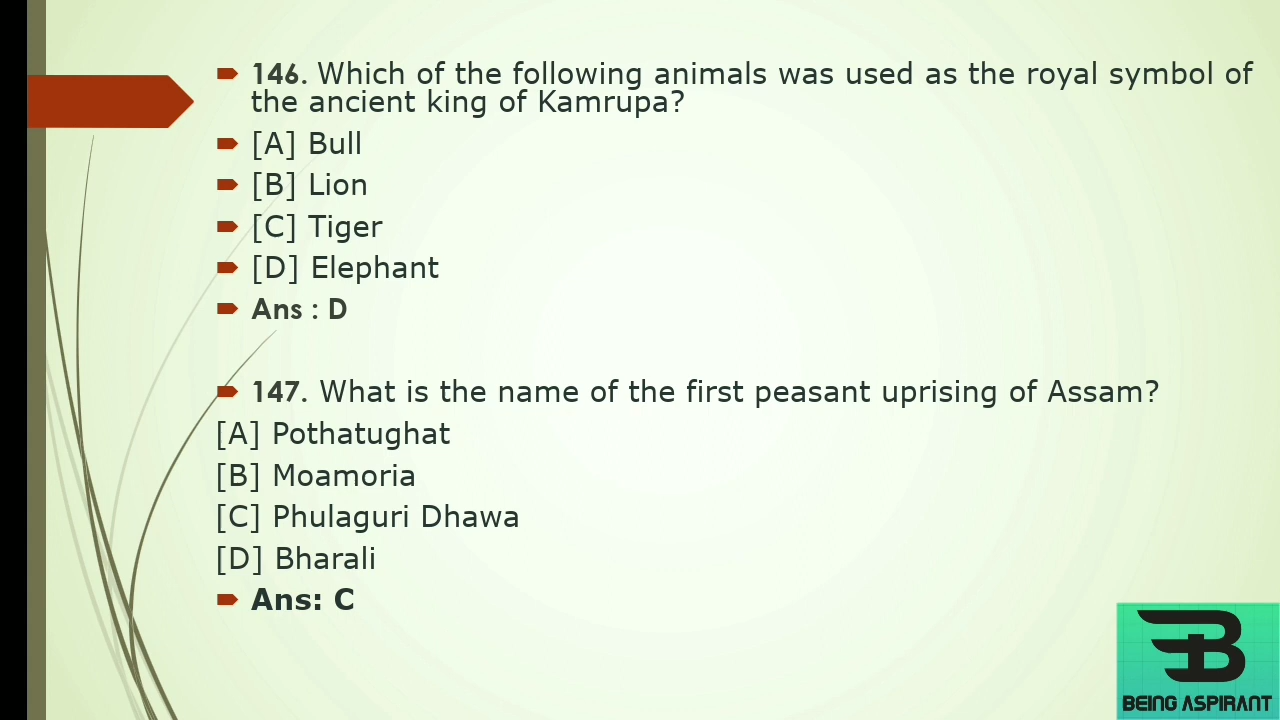 146. Which of the following animals was used as the royal symbol of
the ancient king of Kamrupa?
[A] Bull
[B] Lion
[C] Tiger
[D] Elephant
Ans : D
147. What is the name of the first peasant uprising of Assam?
[A] Pothatughat
[B] Moamoria
[C] Phulaguri Dhawa
[D] Bharali
Ans: C
B
BEING ASPIRANT